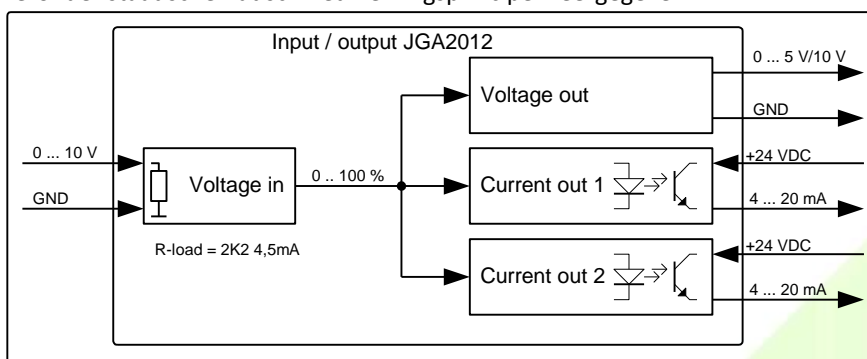 Input / output JGA2012
0 ... 5 V/10 V
Voltage out
GND
0 ... 10 V
Voltage in
0 .. 100 %
GND
R-load = 2K2 4,5mA
+24 VDC
Current out 1
4 ... 20 mA
+24 VDC
Current out 2
4 ... 20 mA